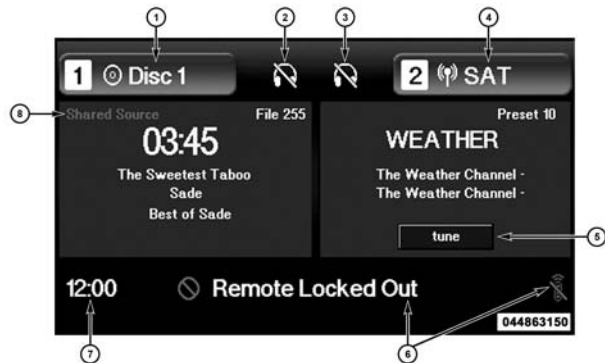 1 2 3 4
1 Disc 1 2 SAT
8 Shared Source File 255 Preset 10
03:45 WEATHER
The Sweetest Taboo The Weather Channel -
Sade The Weather Channel -
Best of Sade
tune 5
12:00 Remote Locked Out
044863150
7 6